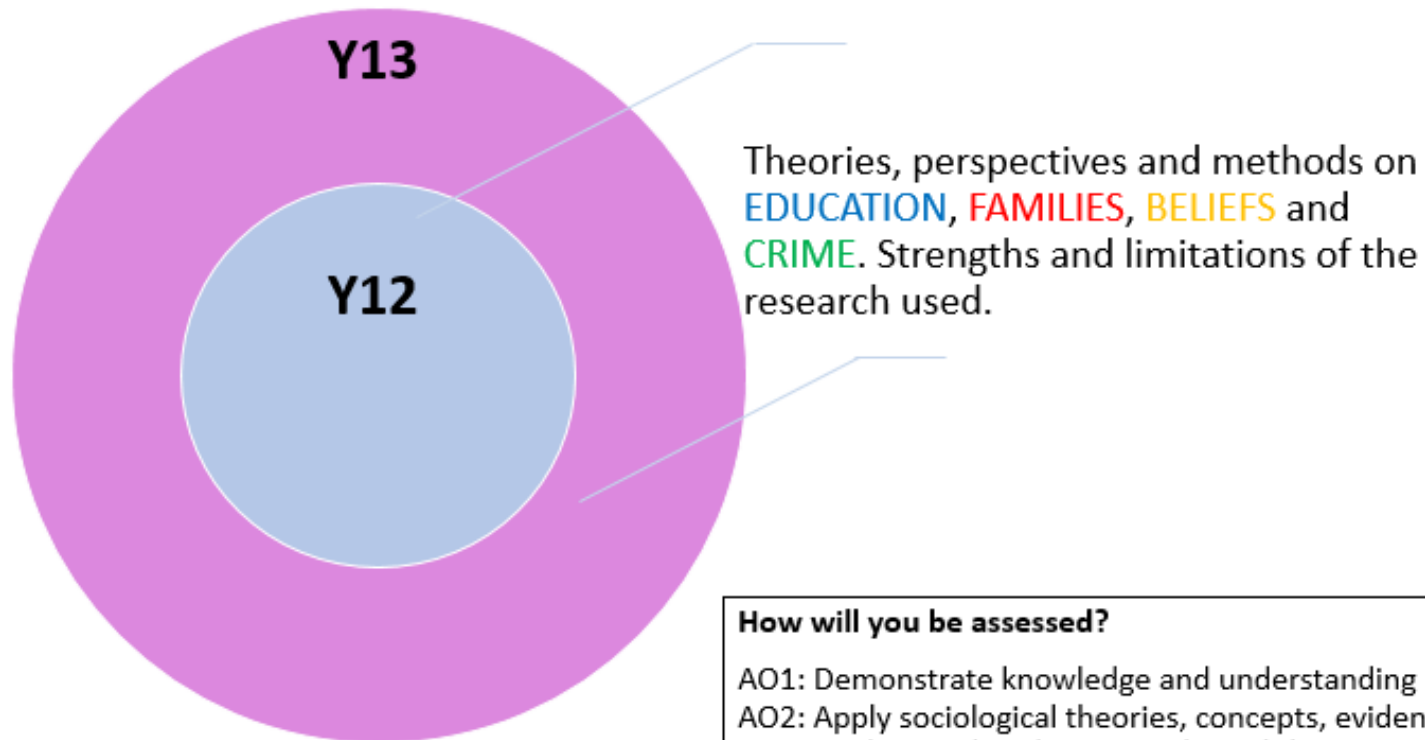 Y13
Y12
Theories, perspectives and methods on
EDUCATION, FAMILIES, BELIEFS and
CRIME. Strengths and limitations of the
research used.
How will you be assessed?
AO1: Demonstrate knowledge and understanding
AO2: Apply sociological theories, concepts, eviden